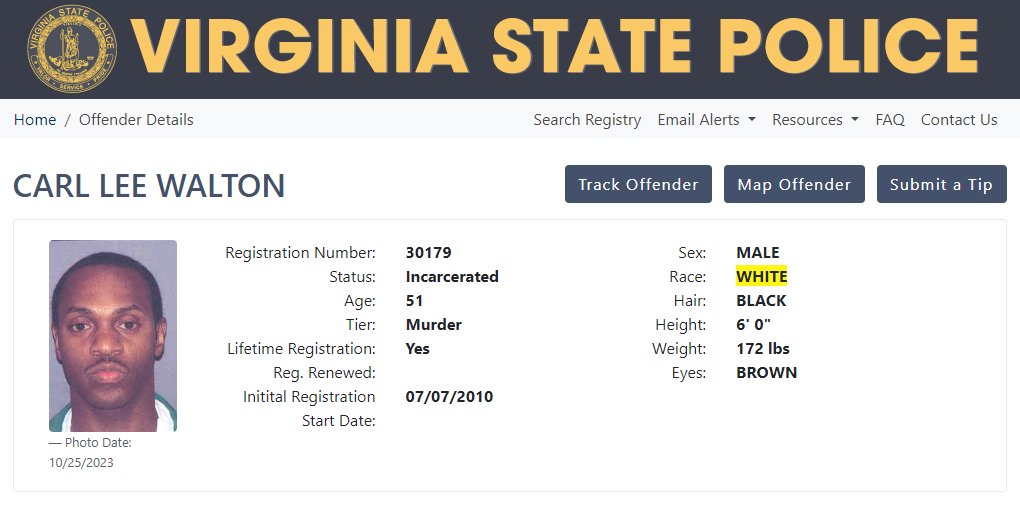 VIRGINIA STATE POLICE
Home / Offender Details Search Registry Email Alerts Resources FAQ Contact Us
CARL LEE WALTON Track Offender Map Offender Submit a Tip
Registration Number: 30179 Sex: MALE
Status: Incarcerated Race: WHITE
Age: 51 Hair: BLACK
Tier: Murder Height: 6' 0"
Lifetime Registration: Yes Weight: 172 lbs
Reg. Renewed: Eyes: BROWN
Initital Registration 07/07/2010
Start Date:
— Photo Date:
10/25/2023